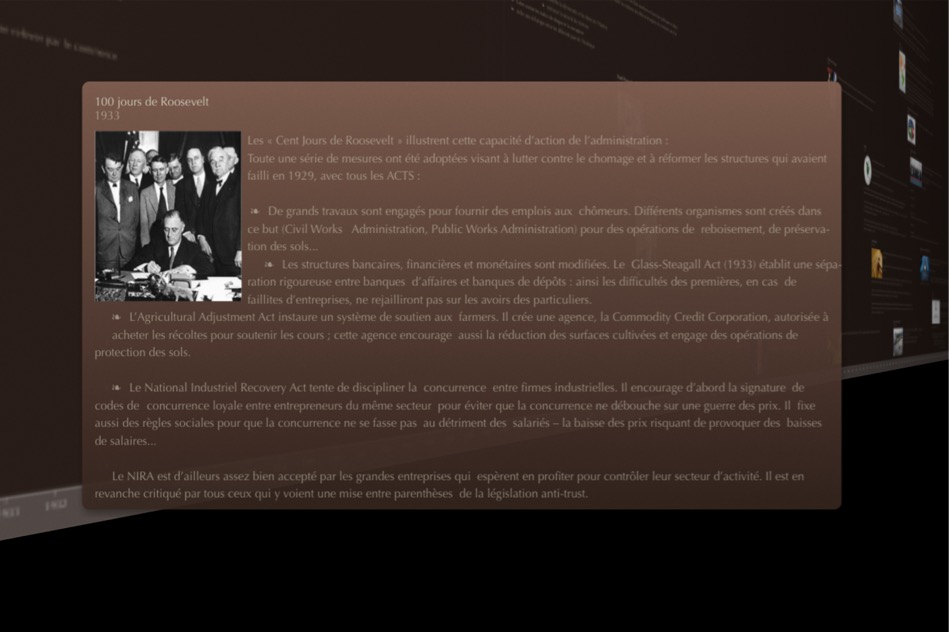 100 jours de Roosevelt
1933
Les « Cent Jours de Roosevelt » illustrent cette capacité d'action de l'administration :
Toute une série de mesures ont été adoptées visant à lutter contre le chomage et à réformer les structures qui avaient
failli en 1929, avec tous les ACTS :
❧ De grands travaux sont engagés pour fournir des emplois aux chômeurs. Différents organismes sont créés dans
ce but (Civil Works Administration, Public Works Administration) pour des opérations de reboisement, de préserva-
tion des sols...
❧ Les structures bancaires, financières et monétaires sont modifiées. Le Glass-Steagall Act (1933) établit une sépa-
ration rigoureuse entre banques d'affaires et banques de dépôts : ainsi les difficultés des premières, en cas de
faillites d'entreprises, ne rejailliront pas sur les avoirs des particuliers.
❧ L'Agricultural Adjustment Act instaure un système de soutien aux farmers. Il crée une agence, la Commodity Credit Corporation, autorisée à
acheter les récoltes pour soutenir les cours ; cette agence encourage aussi la réduction des surfaces cultivées et engage des opérations de
protection des sols.
❧ Le National Industriel Recovery Act tente de discipliner la concurrence entre firmes industrielles. Il encourage d'abord la signature de
codes de concurrence loyale entre entrepreneurs du même secteur pour éviter que la concurrence ne débouche sur une guerre des prix. Il fixe
aussi des règles sociales pour que la concurrence ne se fasse pas au détriment des salariés – la baisse des prix risquant de provoquer des baisses
de salaires...
Le NIRA est d'ailleurs assez bien accepté par les grandes entreprises qui espèrent en profiter pour contrôler leur secteur d'activité. Il est en
revanche critiqué par tous ceux qui y voient une mise entre parenthèses de la législation anti-trust.